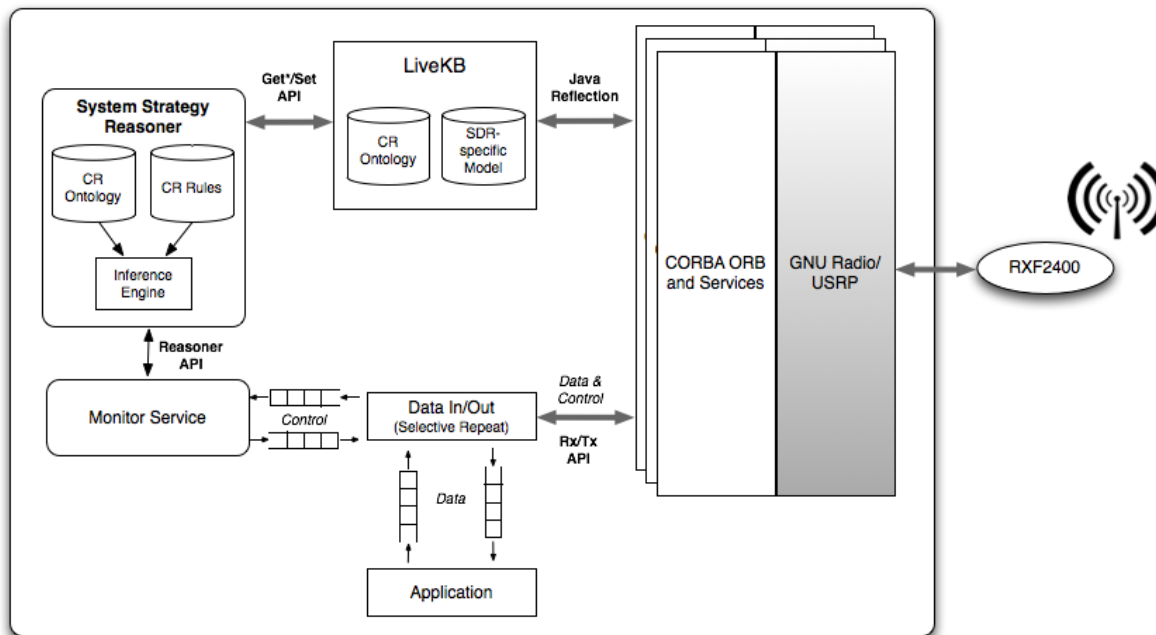 LiveKB
Get*/Set
API
Java
Reflection
System Strategy
Reasoner
CR
Ontology
SDR-
specific
Model
CR
Ontology
CR Rules
Inference
Engine
CORBA ORB
and Services
GNU Radio/
USRP
RXF2400
Reasoner
API
Monitor Service
Control
Data In/Out
(Selective Repeat)
Data &
Control
Rx/Tx
API
Data
Application